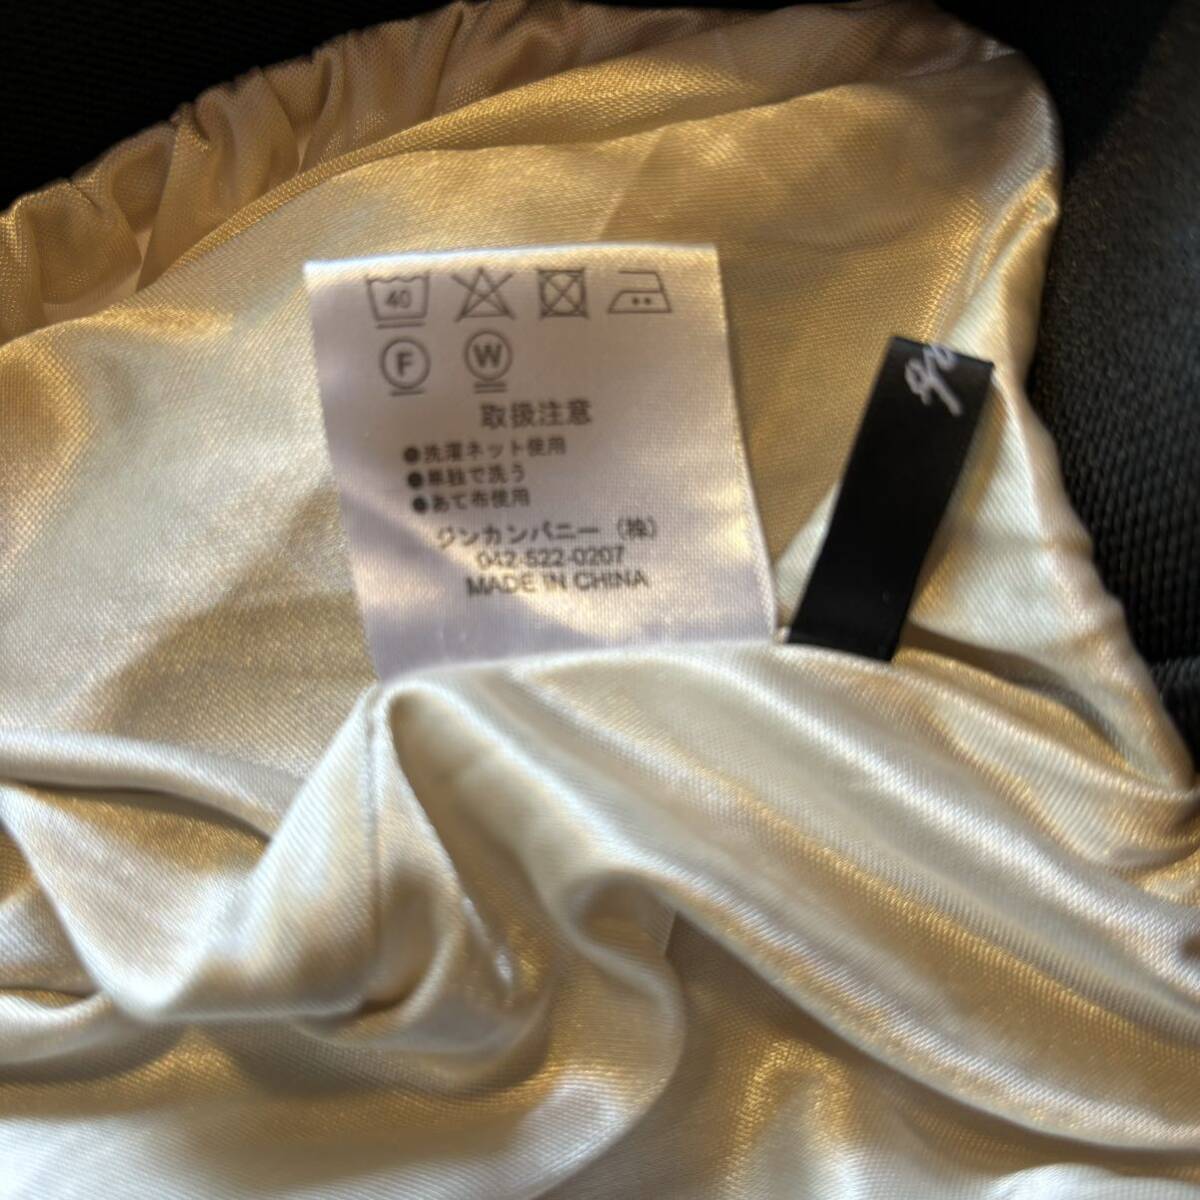 40
F W
取扱注意
●洗濯ネット使用
●単独で洗う
●あて布使用
ジンカンパニー (株)
042-522-0207
MADE IN CHINA